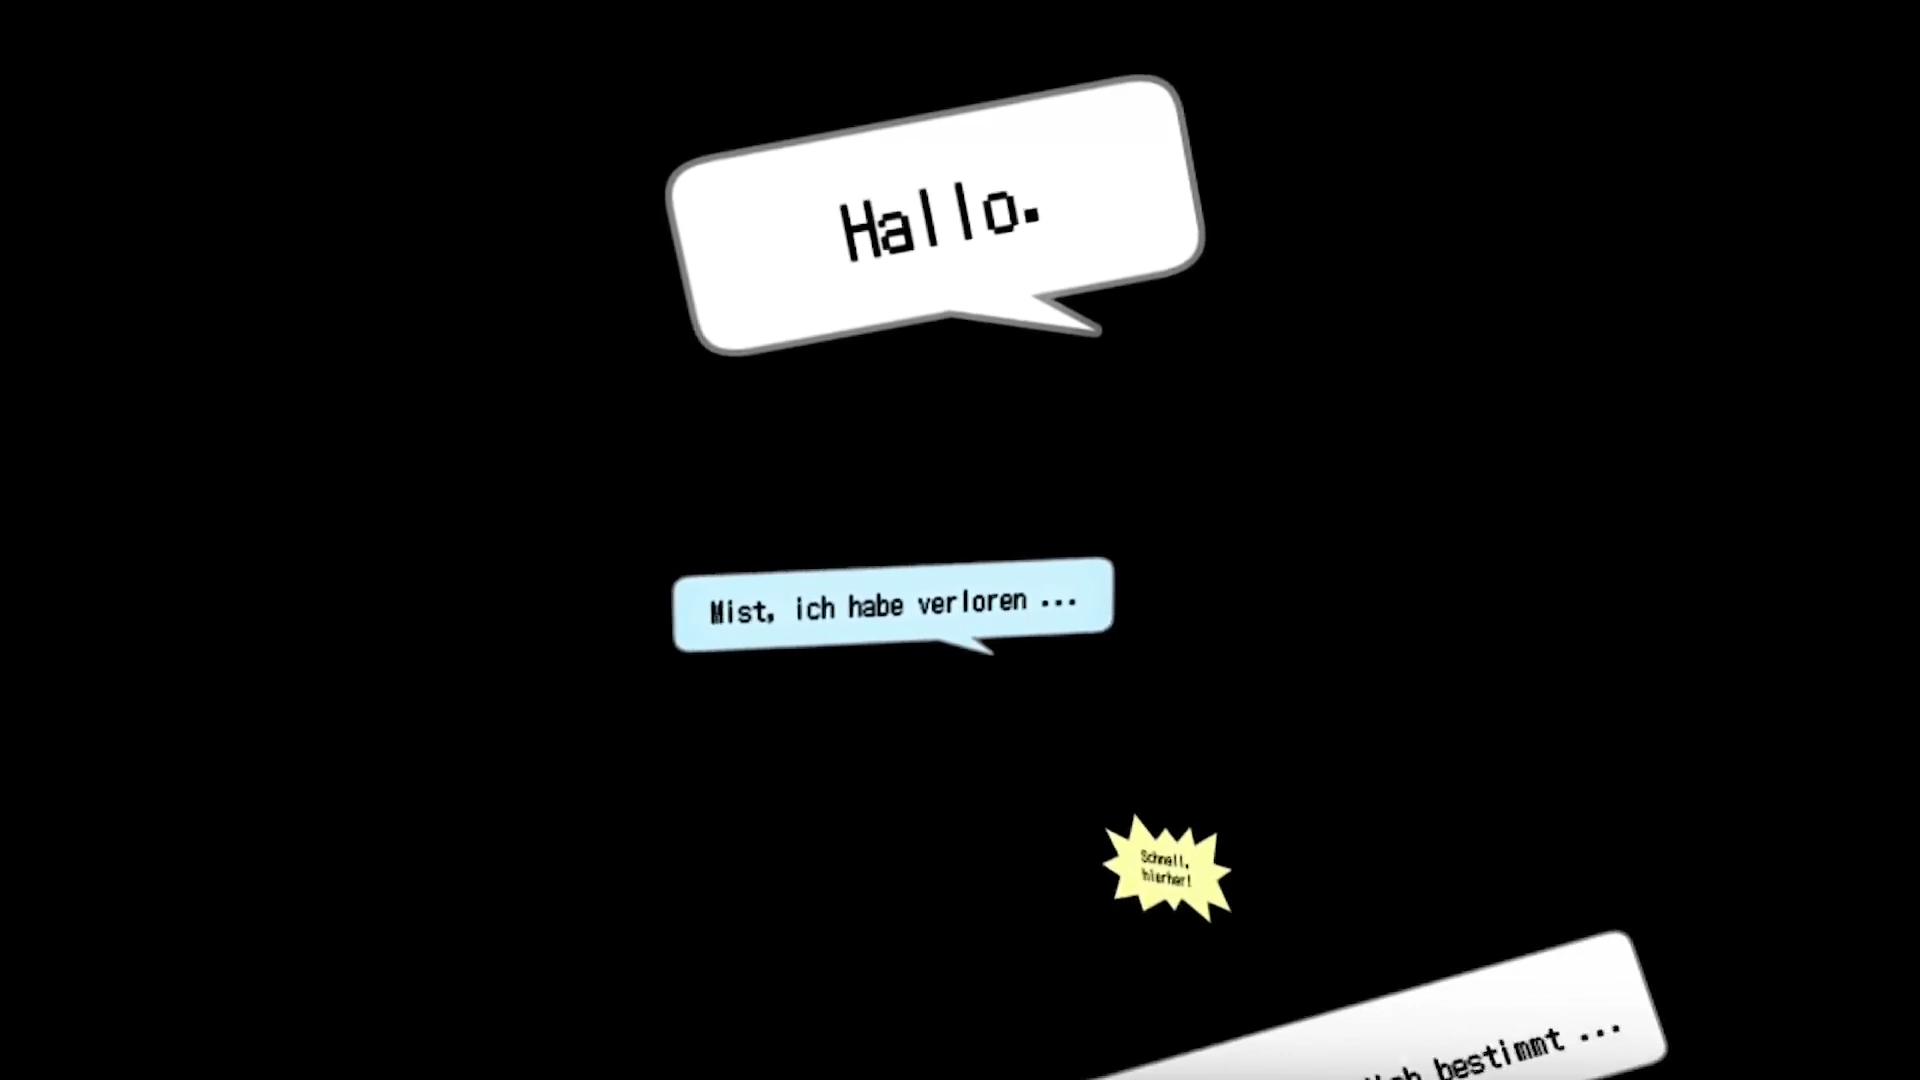 Hallo.
Mist, ich habe verloren ...
Schnell,
hierher!
bestimmt ...